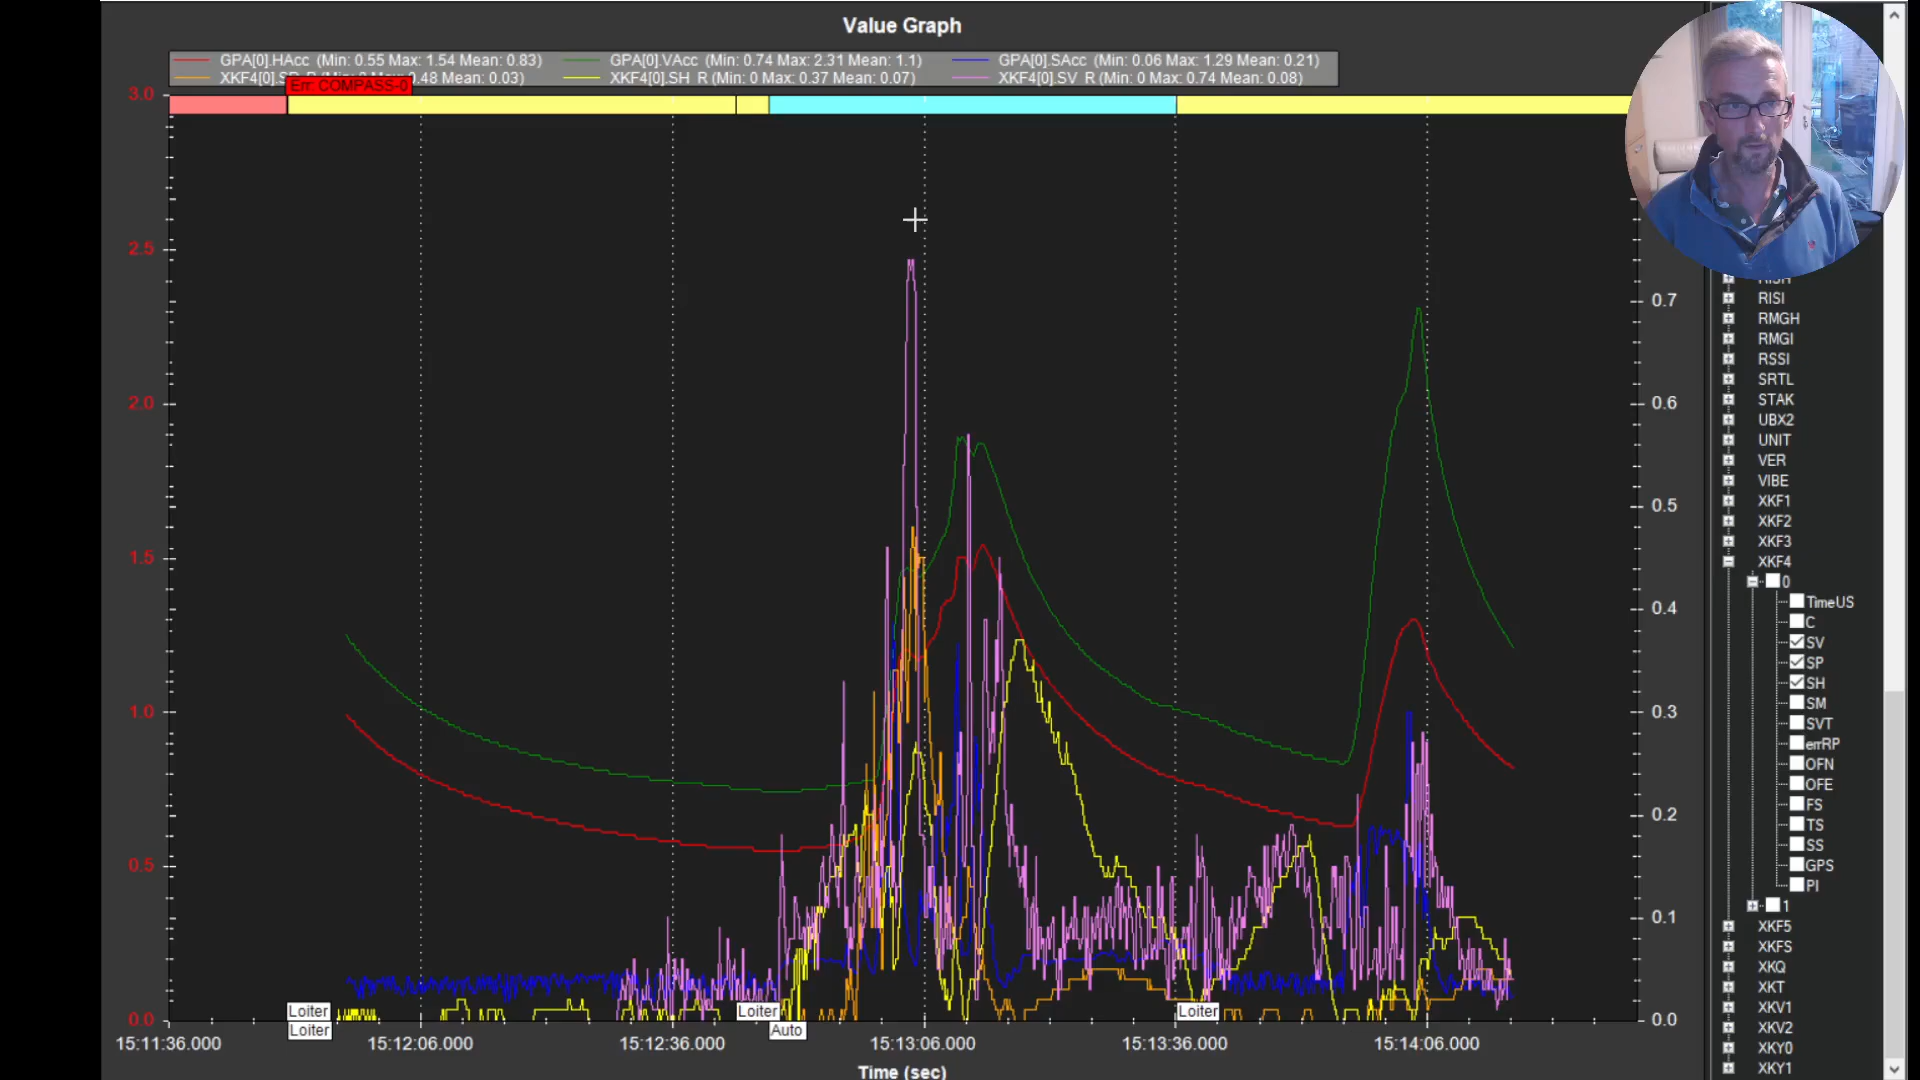 Value Graph
GPA[0].HAcc (Min: 0.55 Max: 1.54 Mean: 0.83)
GPA[0].VAcc (Min: 0.74 Max: 2.31 Mean: 1.1)
GPA[0].SAcc (Min: 0.06 Max: 1.29 Mean: 0.21)
0.48 Mean: 0.03)
XKF4[0].SH R (Min: 0 Max: 0.37 Mean: 0.07)
XKF4[0].SV R (Min: 0 Max: 0.74 Mean: 0.08)
Err: COMPASS-0
3.0
2.5
2.0
1.5
1.0
0.5
0.0
0.7
0.6
0.5
0.4
0.3
0.2
0.1
0.0
Loiter
Loiter
Loiter
Auto
Loiter
15:11:36.000
15:12:06.000
15:12:36.000
15:13:06.000
15:13:36.000
15:14:06.000
Time (sec)
RISH
RISI
RMGH
RMGI
RSSI
SRTL
STAK
UBX2
UNIT
VER
VIBE
XKF1
XKF2
XKF3
XKF4
0
TimeUS
C
SV
SP
SH
SM
SVT
errRP
OFN
OFE
FS
TS
SS
GPS
PI
1
XKF5
XKFS
XKQ
XKT
XKV1
XKV2
XKY0
XKY1